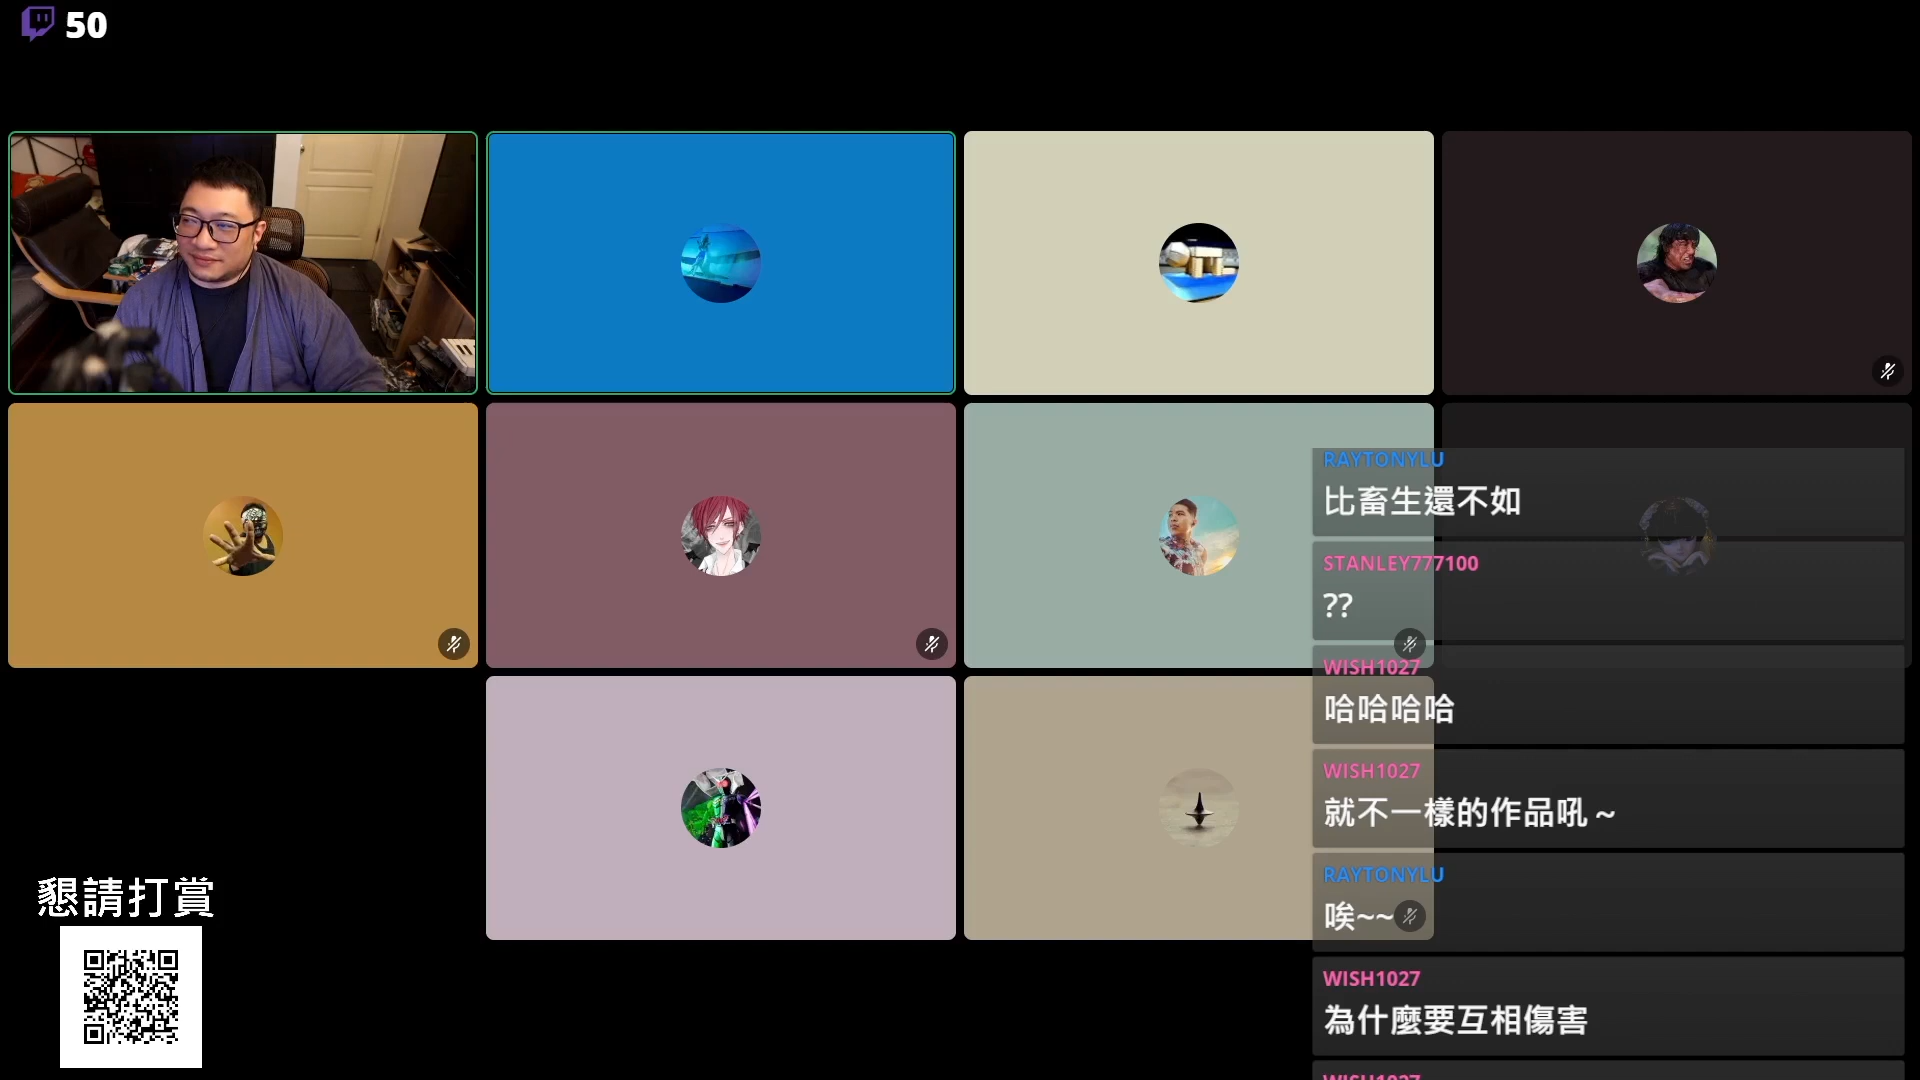 50
RAYTONYLU
比畜生還不如
STANLEY777100
??
WISH1027
哈哈哈哈
WISH1027
就不一樣的作品吼～
RAYTONYLU
唉~~
WISH1027
為什麼要互相傷害
WISH1027
懇請打賞